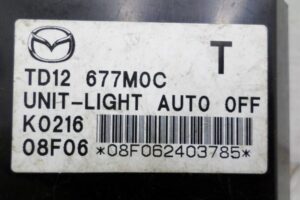 T
TD12 677M0C
UNIT-LIGHT AUTO OFF
K0216
08F06 *08F062403785*